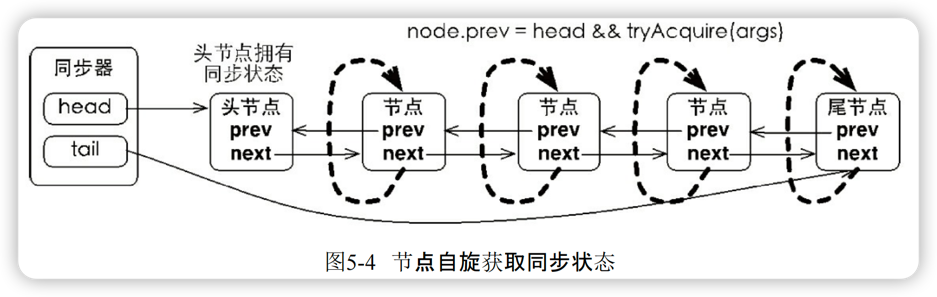 node.prev = head && tryAcquire(args)
同步器
head
tail
头节点拥有
同步状态
头节点
prev
next
节点
prev
next
节点
prev
next
节点
prev
next
尾节点
prev
next
图5-4 节点自旋获取同步状态